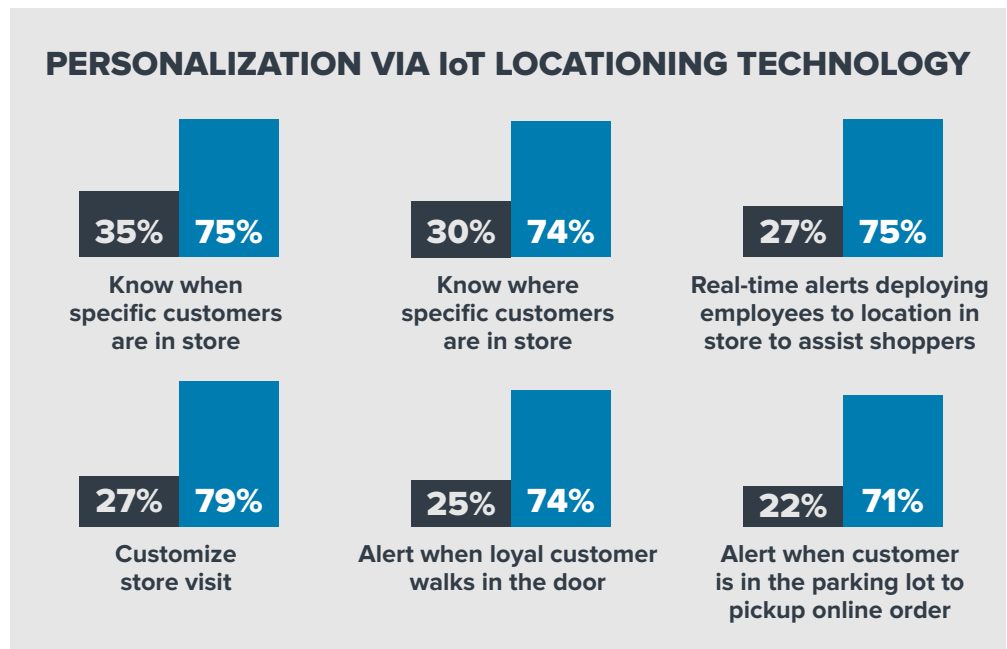 PERSONALIZATION VIA IoT LOCATIONING TECHNOLOGY
35% 75%
Know when
specific customers
are in store
30% 74%
Know where
specific customers
are in store
27% 75%
Real-time alerts deploying
employees to location in
store to assist shoppers
27% 79%
Customize
store visit
25% 74%
Alert when loyal customer
walks in the door
22% 71%
Alert when customer
is in the parking lot to
pickup online order